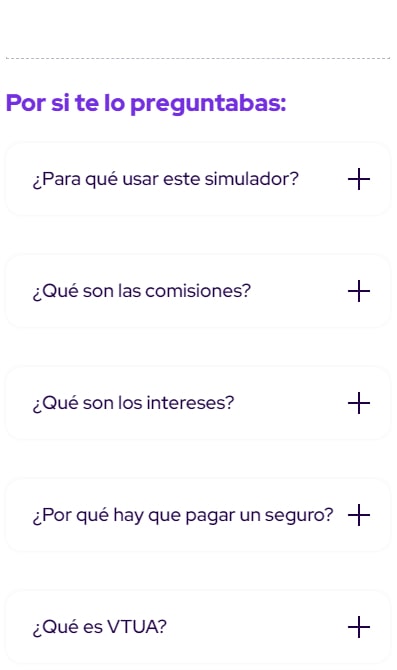 Por si te lo preguntabas:
¿Para qué usar este simulador?
¿Qué son las comisiones?
¿Qué son los intereses?
¿Por qué hay que pagar un seguro?
¿Qué es VTUA?